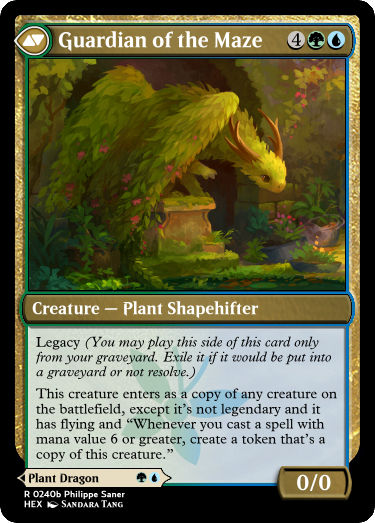 Guardian of the Maze 4
Creature — Plant Shapehifter
Legacy (You may play this side of this card only
from your graveyard. Exile it if it would be put into
a graveyard or not resolve.)
This creature enters as a copy of any creature on
the battlefield, except it's not legendary and it
has flying and “Whenever you cast a spell with
mana value 6 or greater, create a token that's a
copy of this creature.”
Plant Dragon
0/0
R 0240b Philippe Saner
HEX Sandara Tang